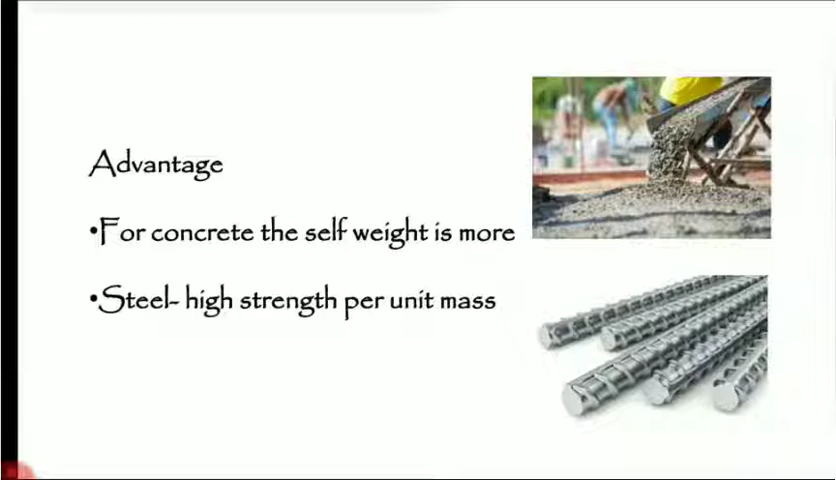 Advantage
•For concrete the self weight is more
•Steel- high strength per unit mass